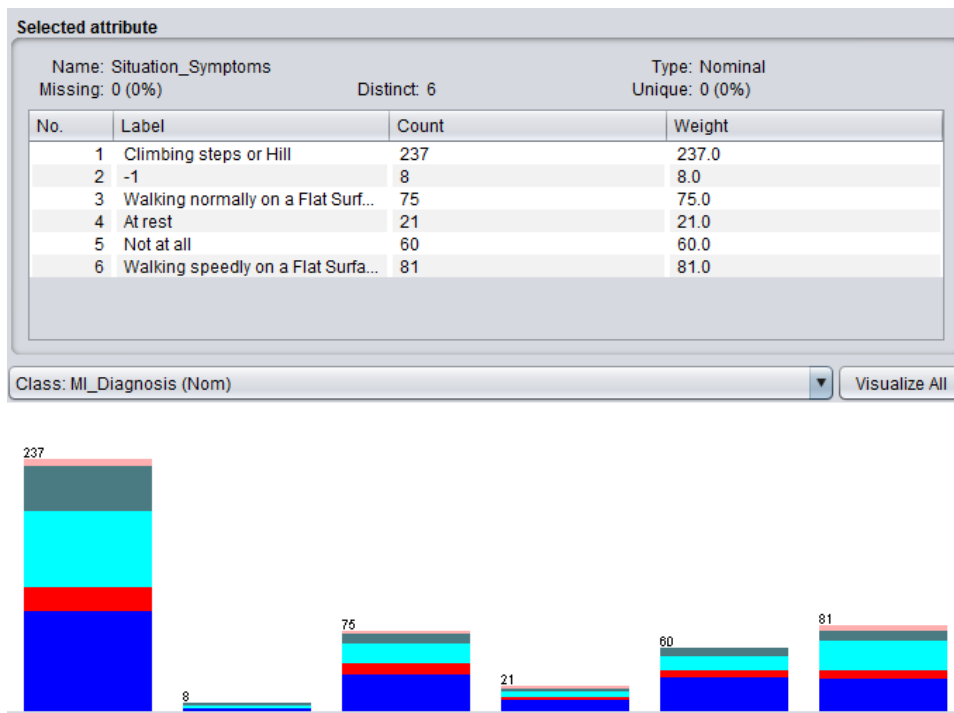 Selected attribute
Name: Situation_Symptoms Type: Nominal
Missing: 0 (0%) Distinct: 6 Unique: 0 (0%)
No. Label Count Weight
1 Climbing steps or Hill 237 237.0
2 -1 8 8.0
3 Walking normally on a Flat Surf... 75 75.0
4 At rest 21 21.0
5 Not at all 60 60.0
6 Walking speedly on a Flat Surfa... 81 81.0
Class: MI_Diagnosis (Nom) Visualize All
237
8
75
21
60
81